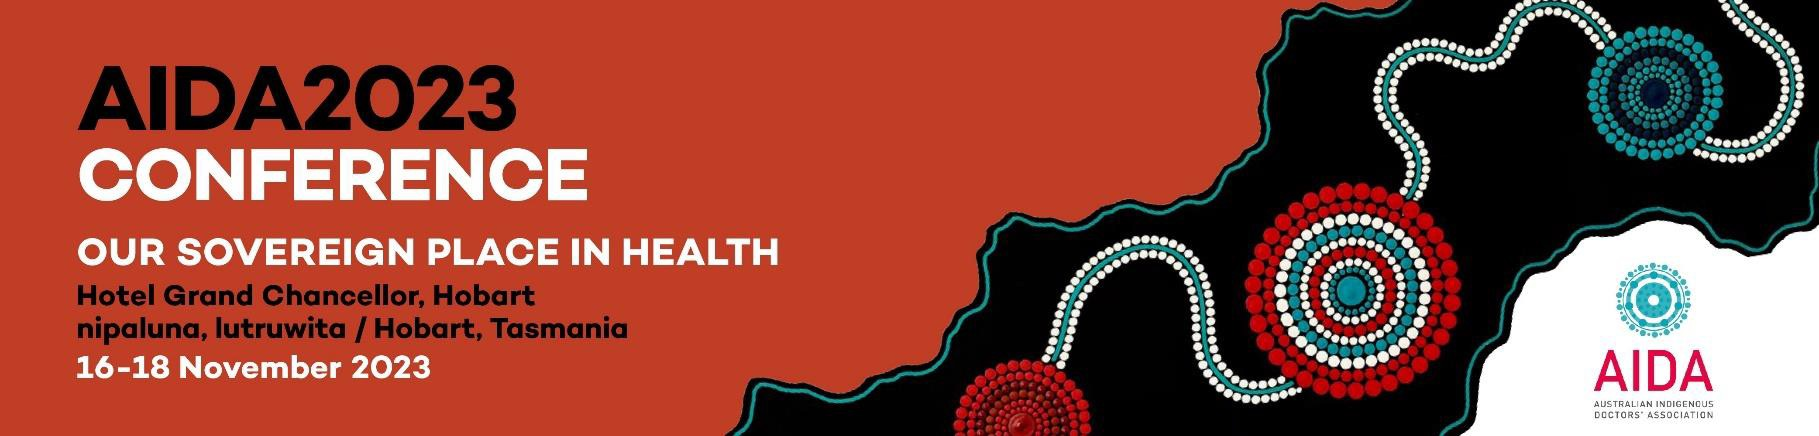 AIDA2023
CONFERENCE
OUR SOVEREIGN PLACE IN HEALTH
Hotel Grand Chancellor, Hobart
nipaluna, lutruwita / Hobart, Tasmania
16-18 November 2023
AIDA
AUSTRALIAN INDIGENOUS
DOCTORS' ASSOCIATION